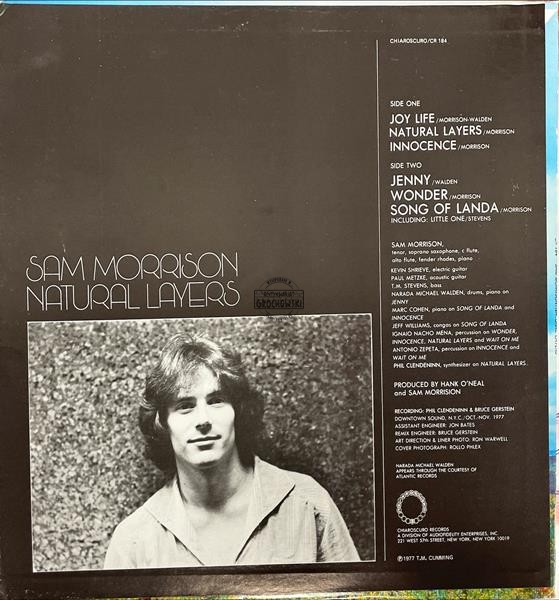 CHIAROSCURO/CR 184
SIDE ONE
JOY LIFE/MORRISON-WALDEN
NATURAL LAYERS/MORRISON
INNOCENCE/MORRISON
SIDE TWO
JENNY/WALDEN
WONDER/MORRISON
SONG OF LANDA/MORRISON
INCLUDING: LITTLE ONE/STEVENS
SAM MORRISON,
tenor, soprano saxophone, c flute,
alto flute, fender rhodes, piano
KEVIN SHRIEVE, electric guitar
PAUL METZKE, acoustic guitar
T.M. STEVENS, bass
NARADA MICHAEL WALDEN, drums, piano on
JENNY
MARC COHEN, piano on SONG OF LANDA and
INNOCENCE
JEFF WILLIAMS, congas on SONG OF LANDA
IGNAIO NACHO MENA, percussion on WONDER,
INNOCENCE, NATURAL LAYERS and WAIT ON ME
ANTONIO ZEPETA, percussion on INNOCENCE and
WAIT ON ME
PHIL CLENDENINN, synthesizer on NATURAL LAYERS.
PRODUCED BY HANK O'NEAL
and SAM MORRISION
RECORDING: PHIL CLENDENINN & BRUCE GERSTEIN
DOWNTOWN SOUND, N.Y.C./OCT.-NOV. 1977
ASSISTANT ENGINEER: JON BATES
REMIX ENGINEER: BRUCE GERSTEIN
ART DIRECTION & LINER PHOTO: RON WARWELL
COVER PHOTOGRAPH: ROLLO PHLEX
NARADA MICHAEL WALDEN
APPEARS THROUGH THE COURTESY OF
ATLANTIC RECORDS
CHIAROSCURO RECORDS
A DIVISION OF AUDIOFIDELITY ENTERPRISES, INC.
221 WEST 57th STREET, NEW YORK, NEW YORK 10019
Ⓟ1977 T.M. CUMMING
SAM MORRISON
NATURAL LAYERS
GROCHOWSKI